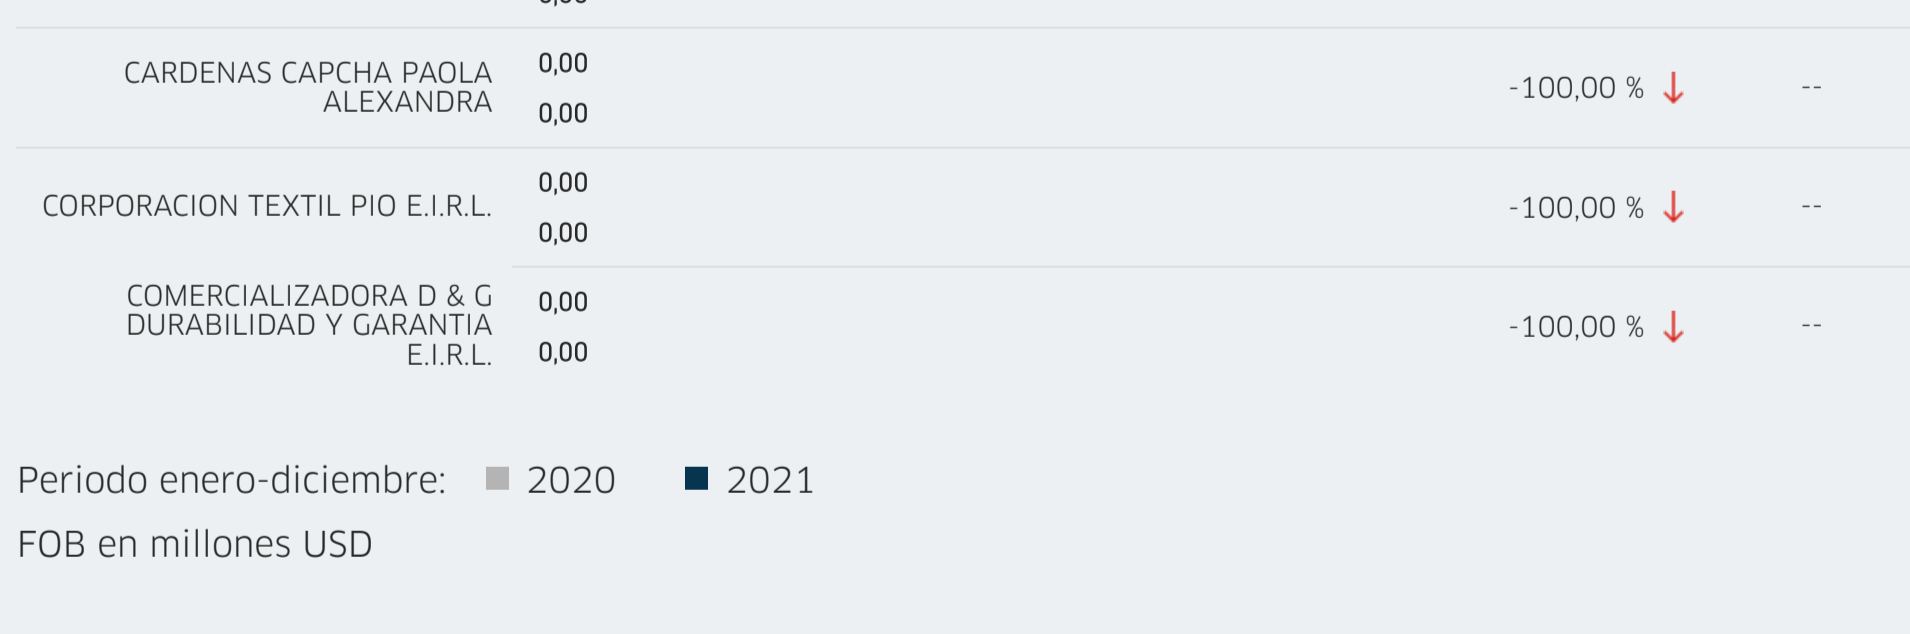 CARDENAS CAPCHA PAOLA
ALEXANDRA
0,00
0,00
-100,00 %
--
CORPORACION TEXTIL PIO E.I.R.L.
0,00
0,00
-100,00 %
--
COMERCIALIZADORA D & G
DURABILIDAD Y GARANTIA
E.I.R.L.
0,00
0,00
-100,00 %
--
Periodo enero-diciembre: 2020 2021
FOB en millones USD